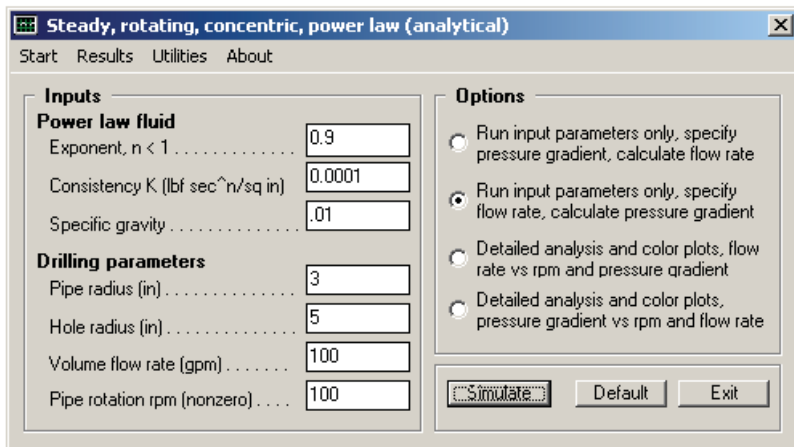 Steady, rotating, concentric, power law (analytical)
Start Results Utilities About
Inputs
Power law fluid
Exponent, n < 1 . . . . . . . . . . . . . 0.9
Consistency K (lbf sec^n/sq in) 0.0001
Specific gravity . . . . . . . . . . . . . . .01
Drilling parameters
Pipe radius (in) . . . . . . . . . . . . . . 3
Hole radius (in) . . . . . . . . . . . . . . 5
Volume flow rate (gpm) . . . . . . . 100
Pipe rotation rpm (nonzero) . . . . 100
Options
Run input parameters only, specify
pressure gradient, calculate flow rate
Run input parameters only, specify
flow rate, calculate pressure gradient
Detailed analysis and color plots, flow
rate vs rpm and pressure gradient
Detailed analysis and color plots,
pressure gradient vs rpm and flow rate
Simulate Default Exit